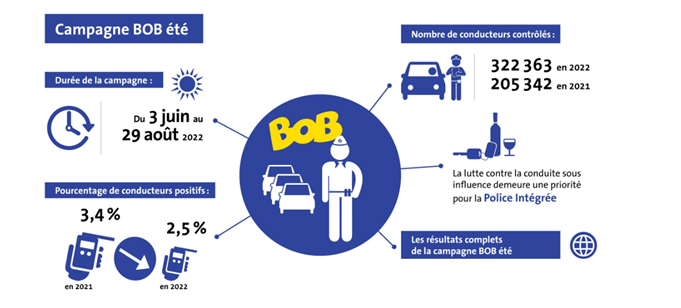 Campagne BOB été
Durée de la campagne :
Du 3 juin au
29 août 2022
Pourcentage de conducteurs positifs :
3,4 %
2,5 %
en 2021
en 2022
BOB
Nombre de conducteurs contrôlés :
322 363 en 2022
205 342 en 2021
La lutte contre la conduite sous
influence demeure une priorité
pour la Police Intégrée
Les résultats complets
de la campagne BOB été